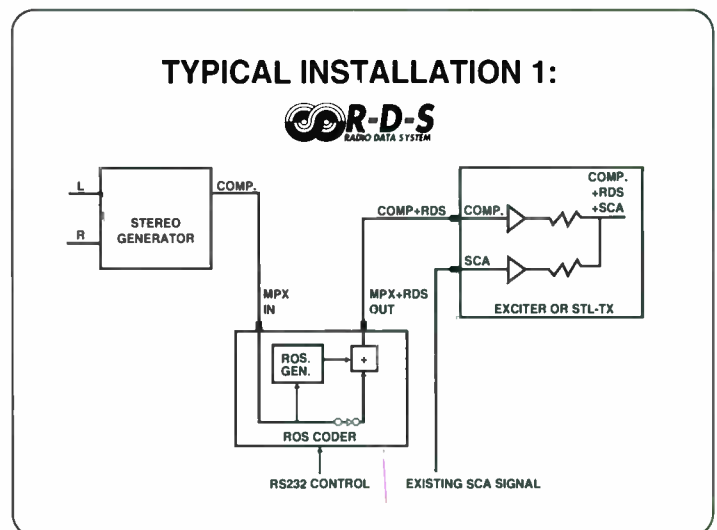 TYPICAL INSTALLATION 1:
R-D-S
RADIO DATA SYSTEM
L
R
STEREO
GENERATOR
COMP.
MPX
IN
ROS.
GEN.
+
ROS CODER
RS232 CONTROL
MPX+RDS
OUT
COMP+RDS
COMP.
SCA
COMP.
+RDS
+SCA
EXCITER OR STL-TX
EXISTING SCA SIGNAL